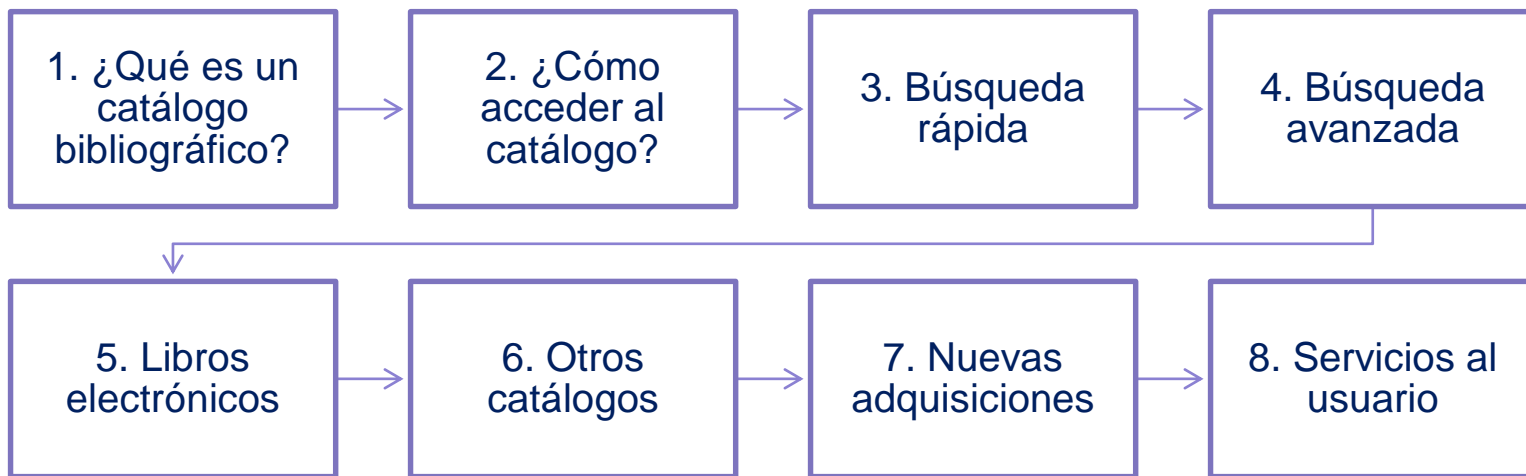 1. ¿Qué es un
catálogo
bibliográfico?
2. ¿Cómo
acceder al
catálogo?
3. Búsqueda
rápida
4. Búsqueda
avanzada
5. Libros
electrónicos
6. Otros
catálogos
7. Nuevas
adquisiciones
8. Servicios al
usuario